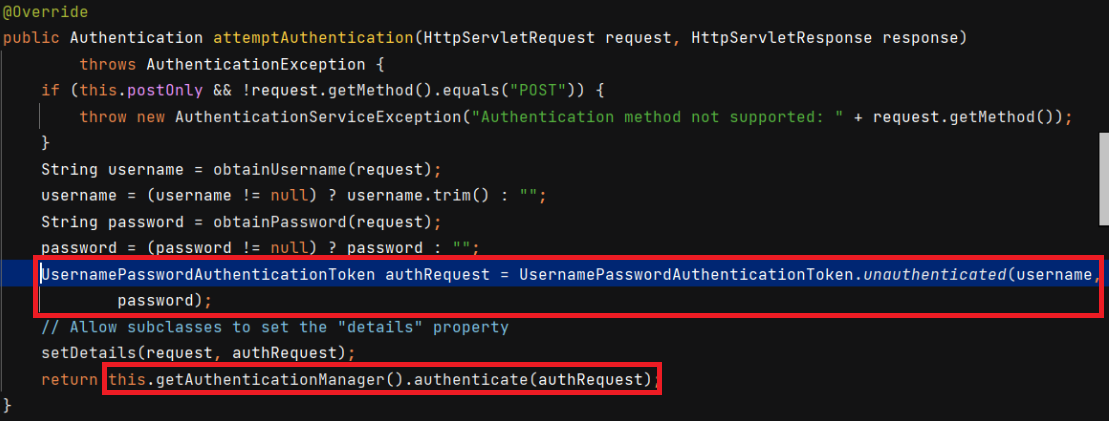 @Override
public Authentication attemptAuthentication(HttpServletRequest request, HttpServletResponse response)
        throws AuthenticationException {
    if (this.postOnly && !request.getMethod().equals("POST")) {
        throw new AuthenticationServiceException("Authentication method not supported: " + request.getMethod());
    }
    String username = obtainUsername(request);
    username = (username != null) ? username.trim() : "";
    String password = obtainPassword(request);
    password = (password != null) ? password : "";
    UsernamePasswordAuthenticationToken authRequest = UsernamePasswordAuthenticationToken.unauthenticated(username,
            password);
    // Allow subclasses to set the "details" property
    setDetails(request, authRequest);
    return this.getAuthenticationManager().authenticate(authRequest);
}